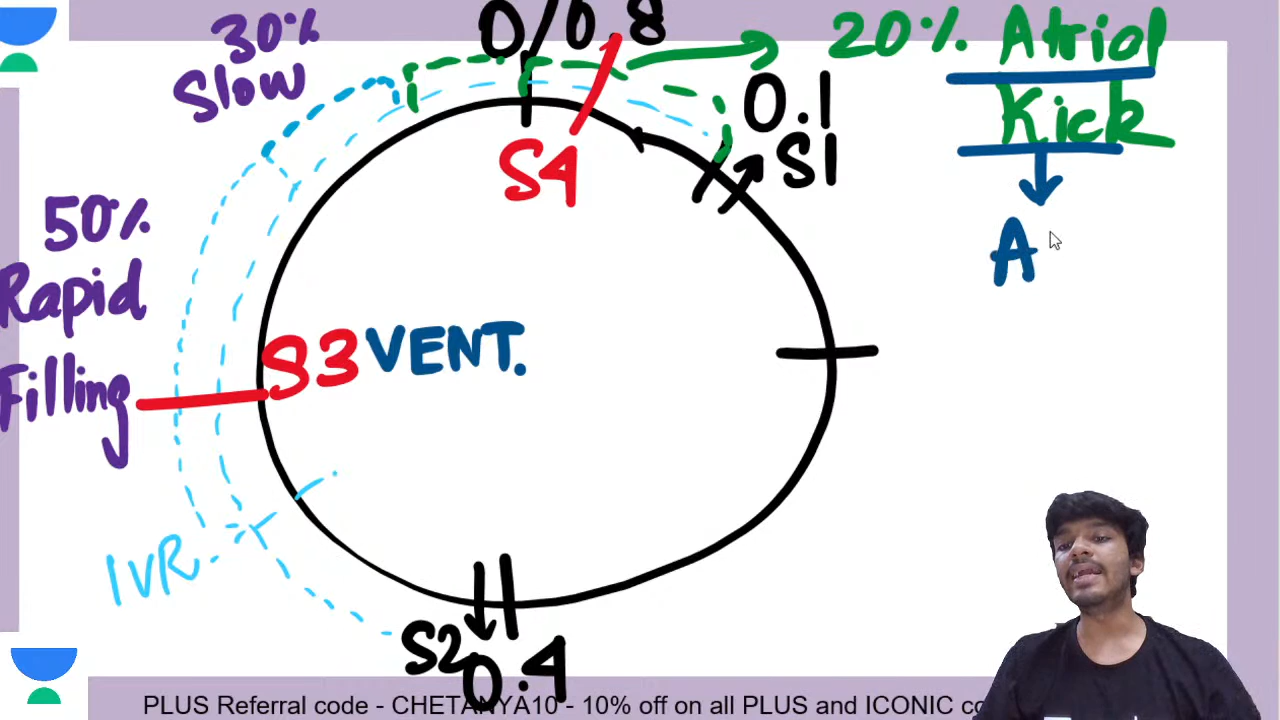 0/0.8
30%
Slow
20% Atrial
Kick
0.1
S1
S4
A
50%
Rapid
Filling
S3 VENT.
IVR
S2
0.4
PLUS Referral code - CHETANYA10 - 10% off on all PLUS and ICONIC co